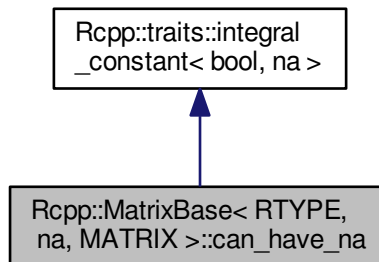 Rcpp::traits::integral
_constant< bool, na >
Rcpp::MatrixBase< RTYPE,
na, MATRIX >::can_have_na